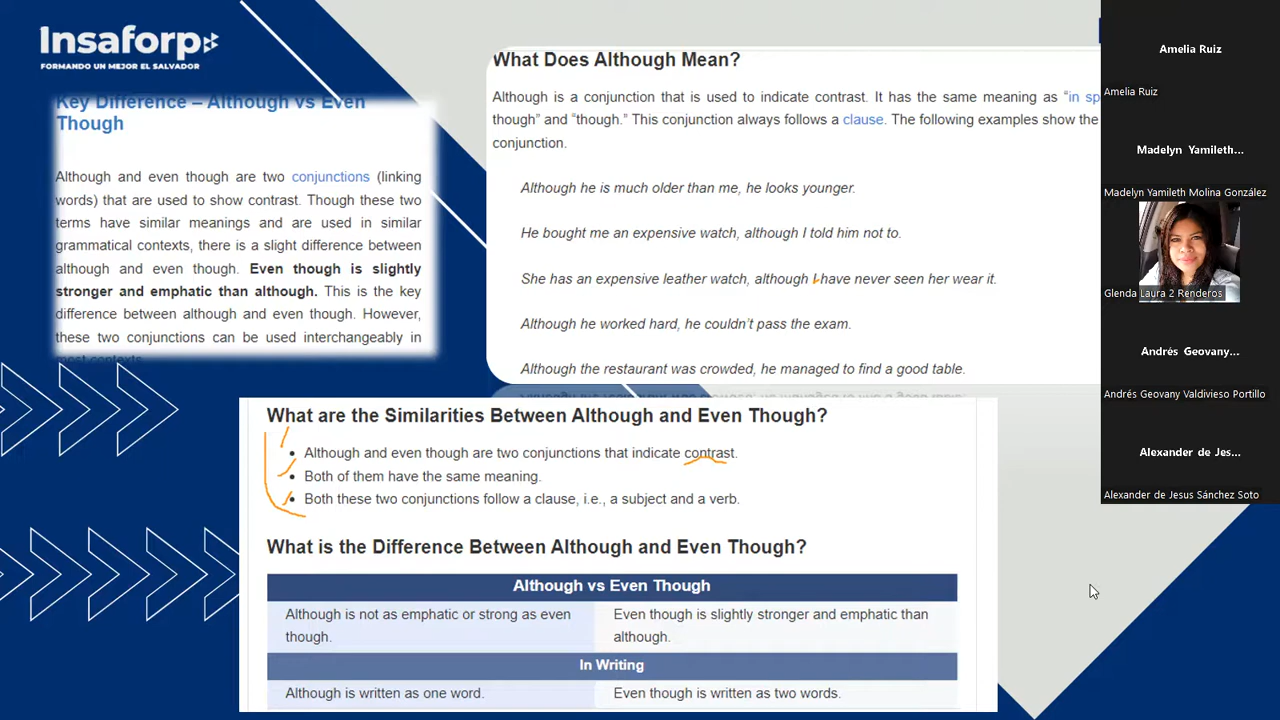 Insaforp
FORMANDO UN MEJOR EL SALVADOR
Key Difference – Although vs Even
Though
Although and even though are two conjunctions (linking
words) that are used to show contrast. Though these two
terms have similar meanings and are used in similar
grammatical contexts, there is a slight difference between
although and even though. Even though is slightly
stronger and emphatic than although. This is the key
difference between although and even though. However,
these two conjunctions can be used interchangeably in
most contexts.
What Does Although Mean?
Although is a conjunction that is used to indicate contrast. It has the same meaning as “in sp
though” and “though.” This conjunction always follows a clause. The following examples show the
conjunction.
Although he is much older than me, he looks younger.
He bought me an expensive watch, although I told him not to.
She has an expensive leather watch, although I have never seen her wear it.
Although he worked hard, he couldn’t pass the exam.
Although the restaurant was crowded, he managed to find a good table.
What are the Similarities Between Although and Even Though?
• Although and even though are two conjunctions that indicate contrast.
• Both of them have the same meaning.
• Both these two conjunctions follow a clause, i.e., a subject and a verb.
What is the Difference Between Although and Even Though?
Although vs Even Though
Although is not as emphatic or strong as even
though.
Even though is slightly stronger and emphatic than
although.
In Writing
Although is written as one word.
Even though is written as two words.
Amelia Ruiz
Amelia Ruiz
Madelyn Yamileth...
Madelyn Yamileth Molina González
Glenda Laura 2 Renderos
Andrés Geovany...
Andrés Geovany Valdivieso Portillo
Alexander de Jes...
Alexander de Jesus Sánchez Soto